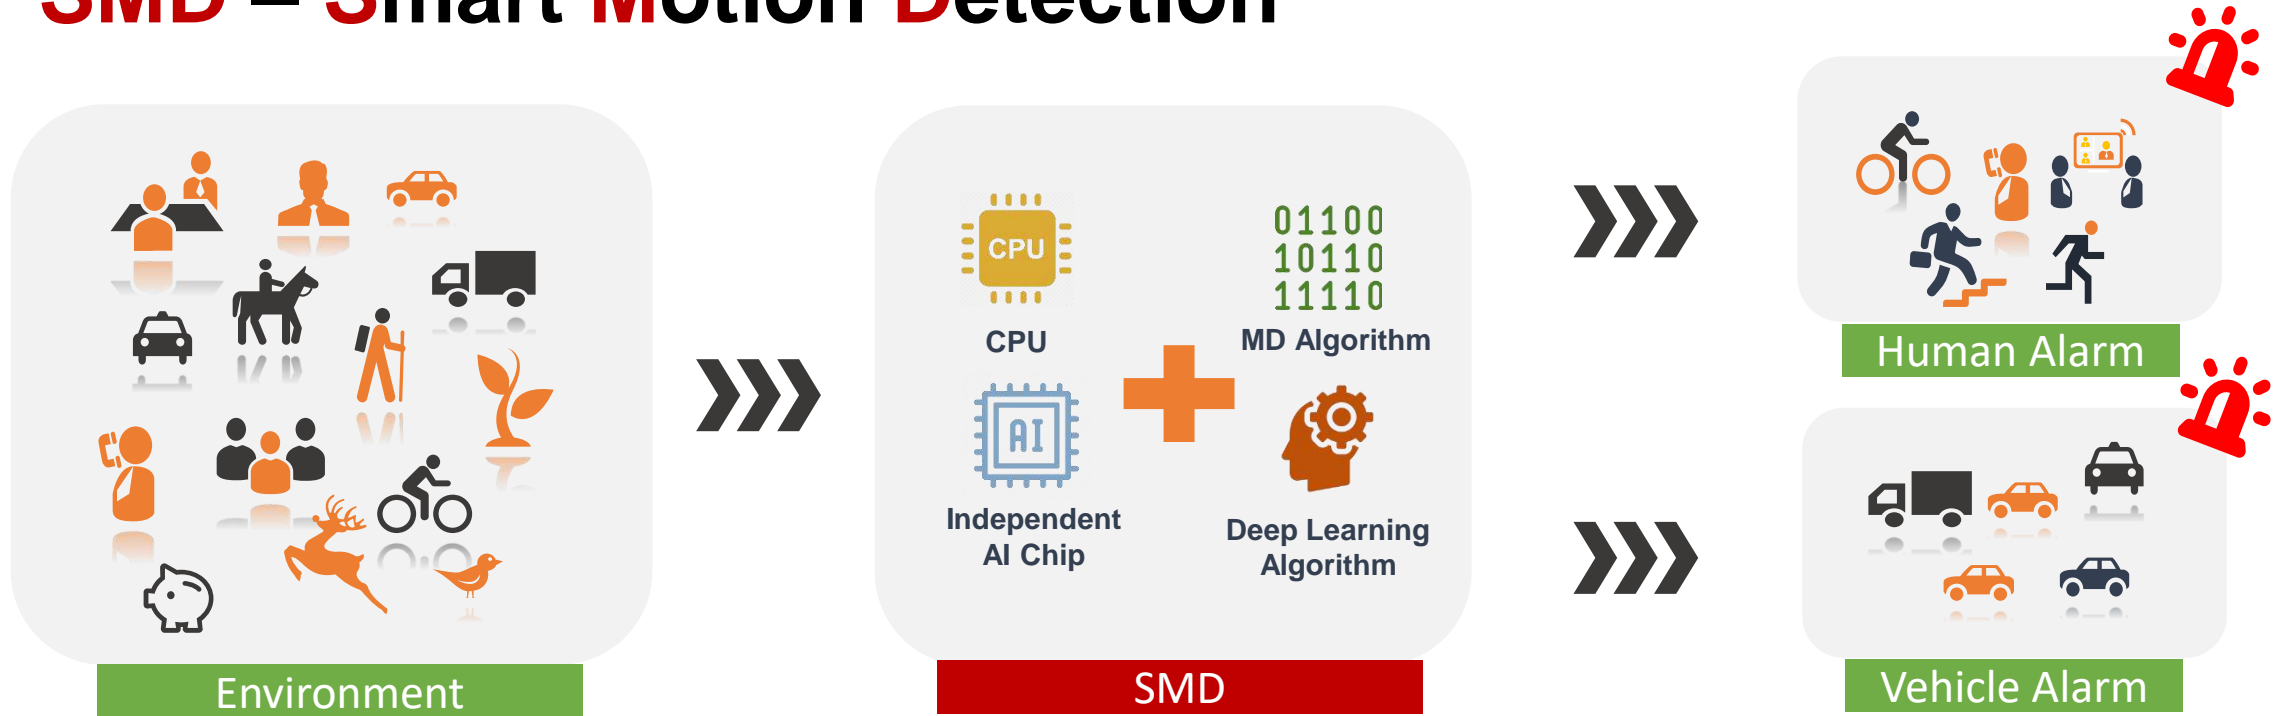 SMD – Smart Motion Detection
CPU
01100
10110
11110
CPU
MD Algorithm
AI
Independent
AI Chip
Deep Learning
Algorithm
Human Alarm
Environment
SMD
Vehicle Alarm